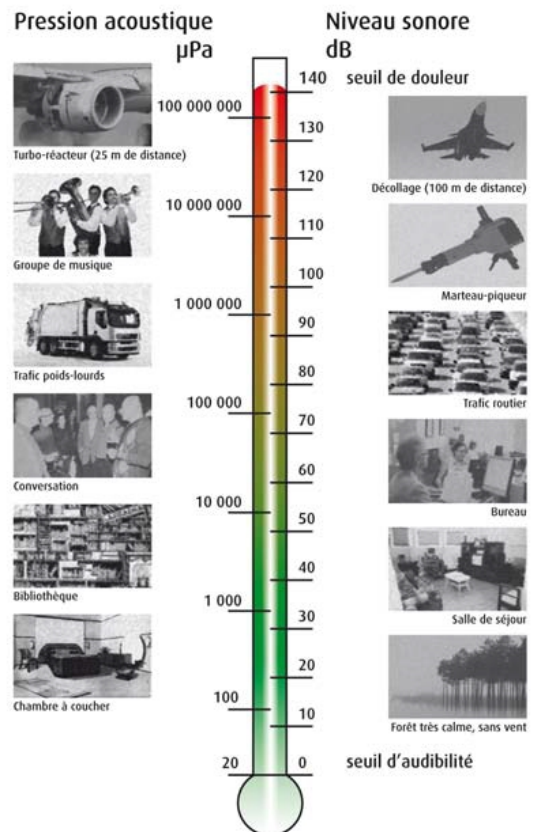 Pression acoustique
µPa
Niveau sonore
dB
140 seuil de douleur
100 000 000
130
Turbo-réacteur (25 m de distance)
120
Décollage (100 m de distance)
10 000 000
110
Groupe de musique
100
Marteau-piqueur
1 000 000
90
Trafic poids-lourds
80
Trafic routier
100 000
70
Conversation
60
Bureau
10 000
50
Bibliothèque
40
1 000
30
Salle de séjour
20
Chambre à coucher
100
10
Forêt très calme, sans vent
20
0 seuil d'audibilité